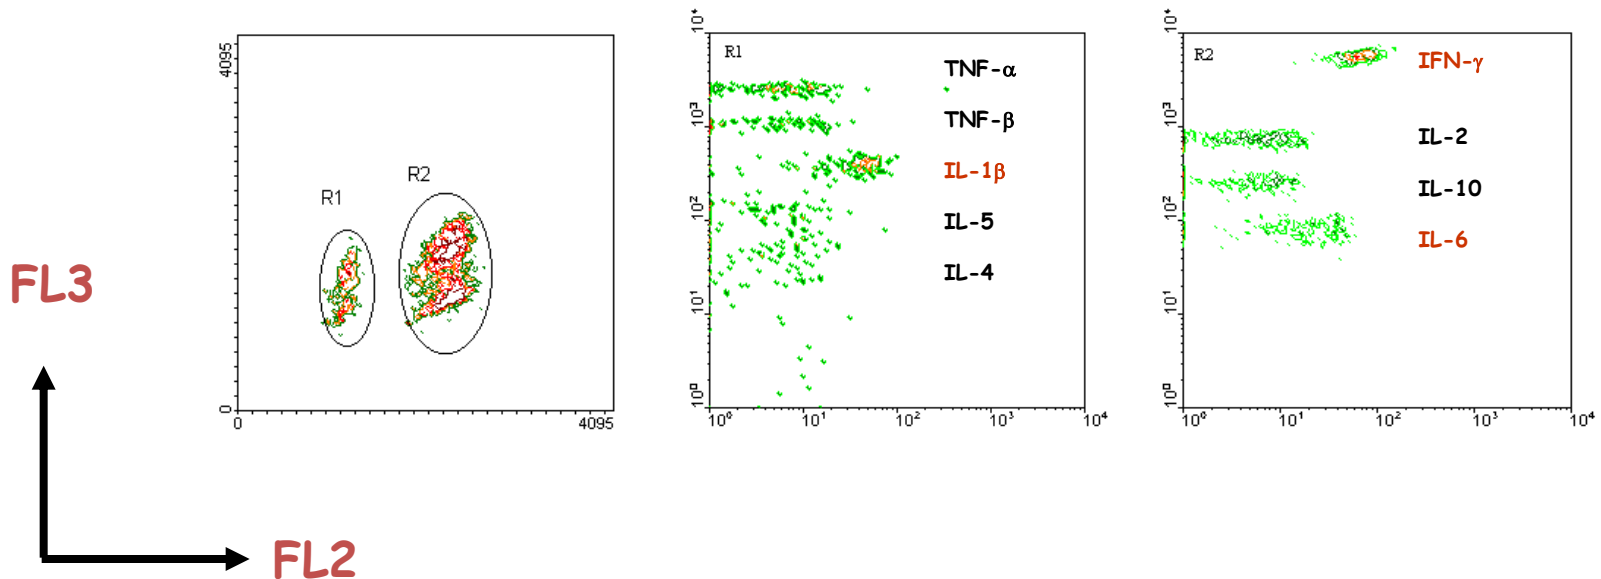 FL3
FL2
4095
0
0
4095
R1
R2
R1
10⁴
10³
10²
10¹
10⁰
10⁰
10¹
10²
10³
10⁴
TNF-α
TNF-β
IL-1β
IL-5
IL-4
R2
10⁴
10³
10²
10¹
10⁰
10⁰
10¹
10²
10³
10⁴
IFN-γ
IL-2
IL-10
IL-6